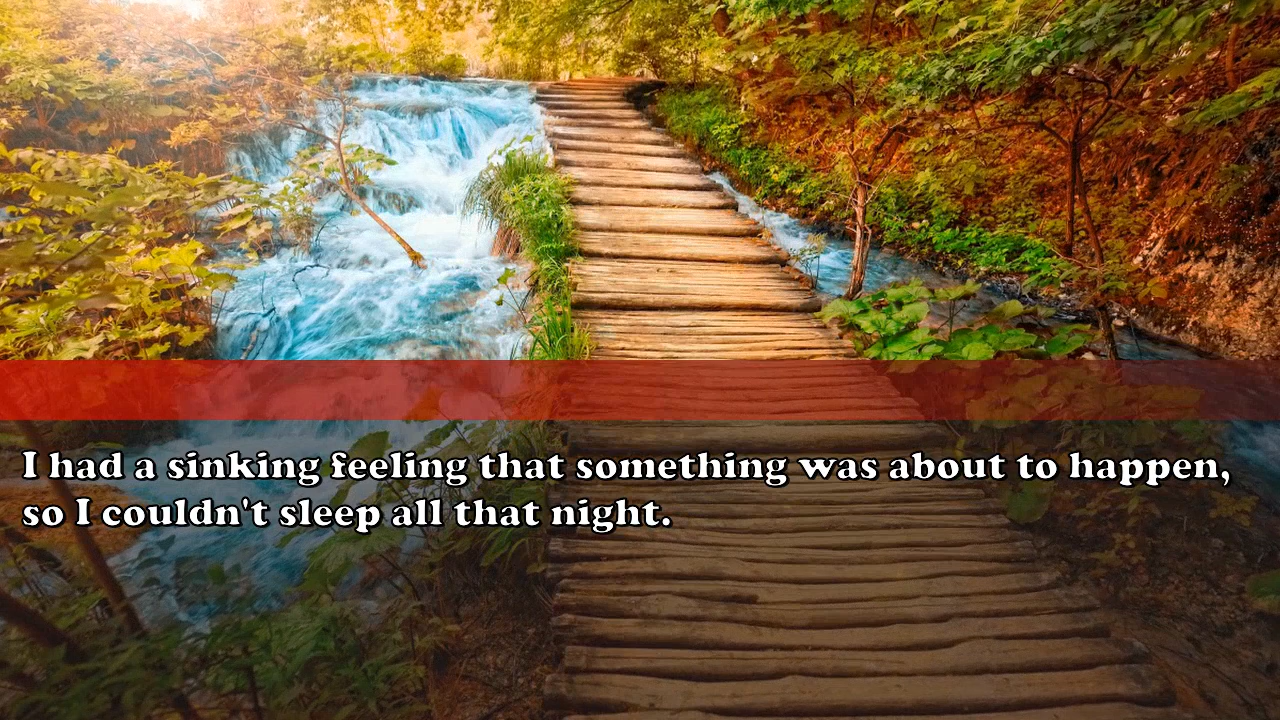 I had a sinking feeling that something was about to happen,
so I couldn't sleep all that night.